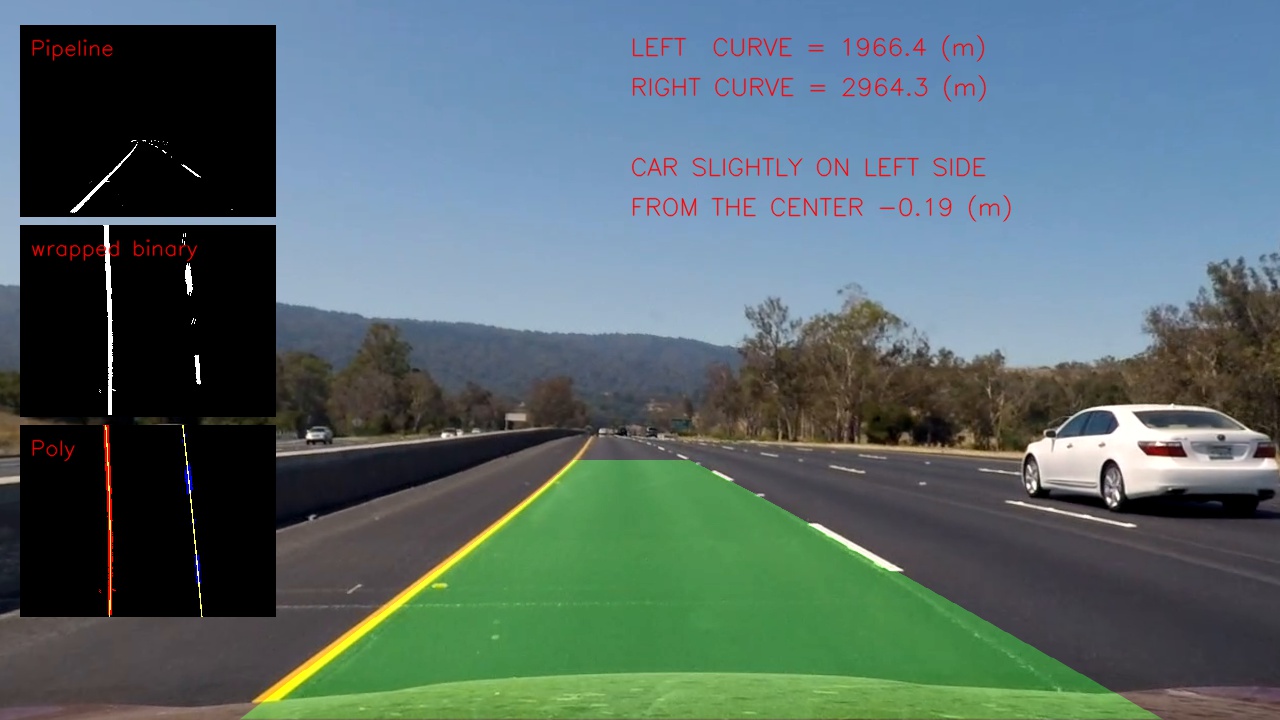 Pipeline
wrapped binary
Poly
LEFT CURVE = 1966.4 (m)
RIGHT CURVE = 2964.3 (m)
CAR SLIGHTLY ON LEFT SIDE
FROM THE CENTER −0.19 (m)